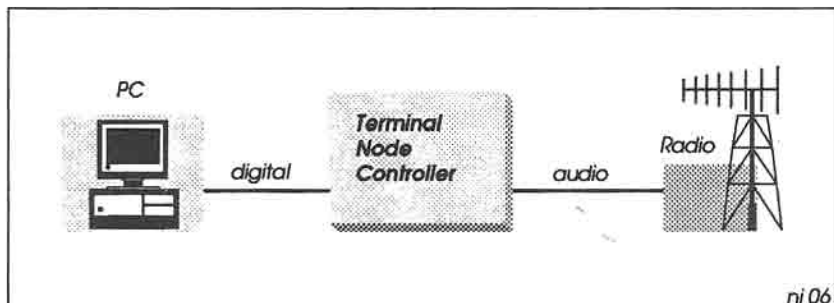 PC
digital
Terminal
Node
Controller
audio
Radio
ni 06